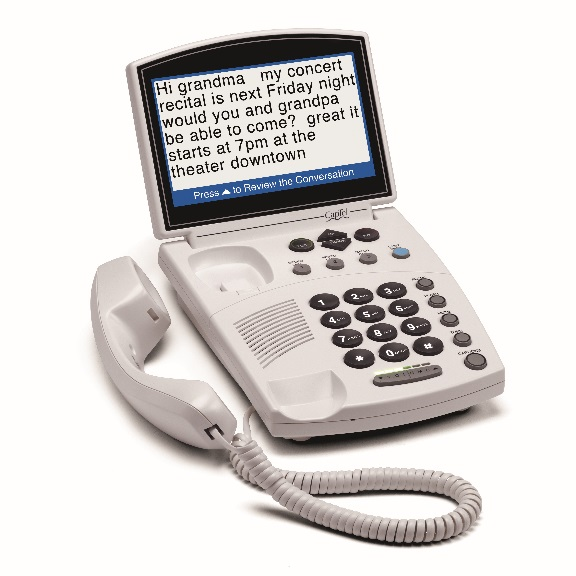 Hi grandma my concert
recital is next Friday night
would you and grandpa
be able to come? great it
starts at 7pm at the
theater downtown
Press ▲ to Review the Conversation
CapTel
1 2 3
4 5 6
7 8 9
* 0 #